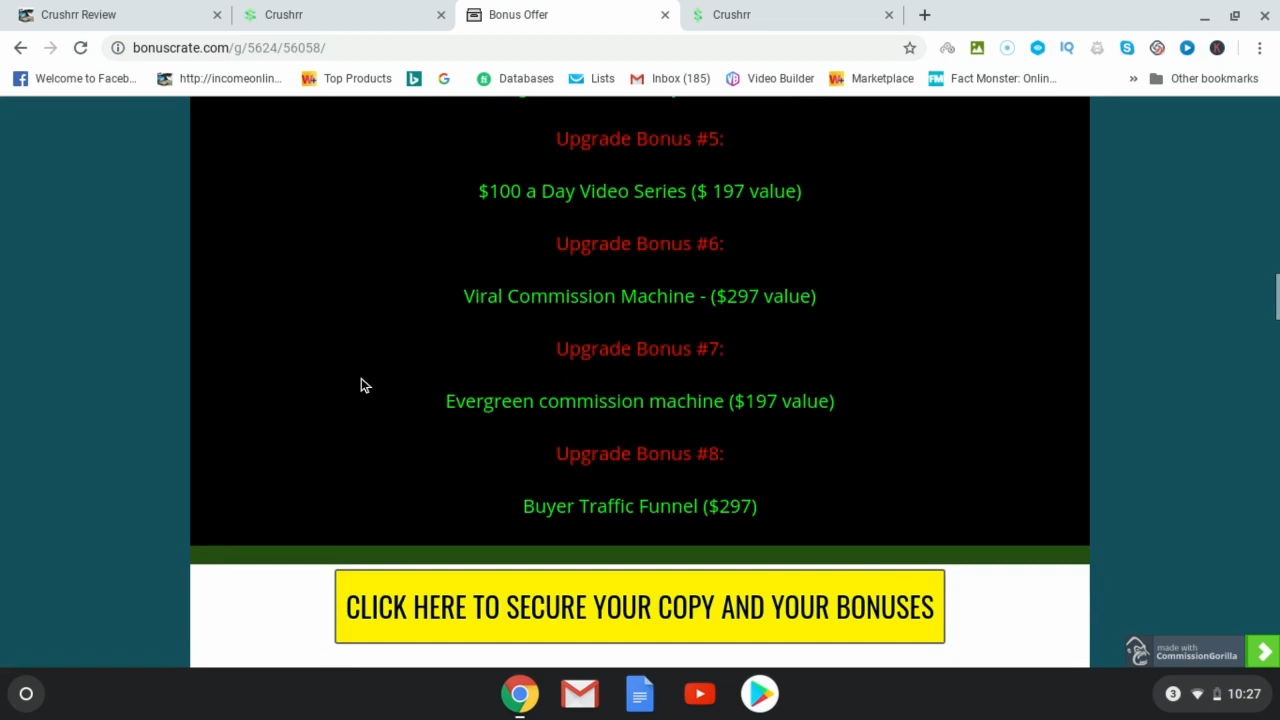 Crushrr Review
Crushrr
Bonus Offer
Crushrr
bonuscrate.com/g/5624/56058/
Welcome to Faceb...
http://incomeonlin...
Top Products
Databases
Lists
Inbox (185)
Video Builder
Marketplace
Fact Monster: Onlin...
»
Other bookmarks
Upgrade Bonus #5:
$100 a Day Video Series ($ 197 value)
Upgrade Bonus #6:
Viral Commission Machine - ($297 value)
Upgrade Bonus #7:
Evergreen commission machine ($197 value)
Upgrade Bonus #8:
Buyer Traffic Funnel ($297)
CLICK HERE TO SECURE YOUR COPY AND YOUR BONUSES
made with
CommissionGorilla
3
10:27